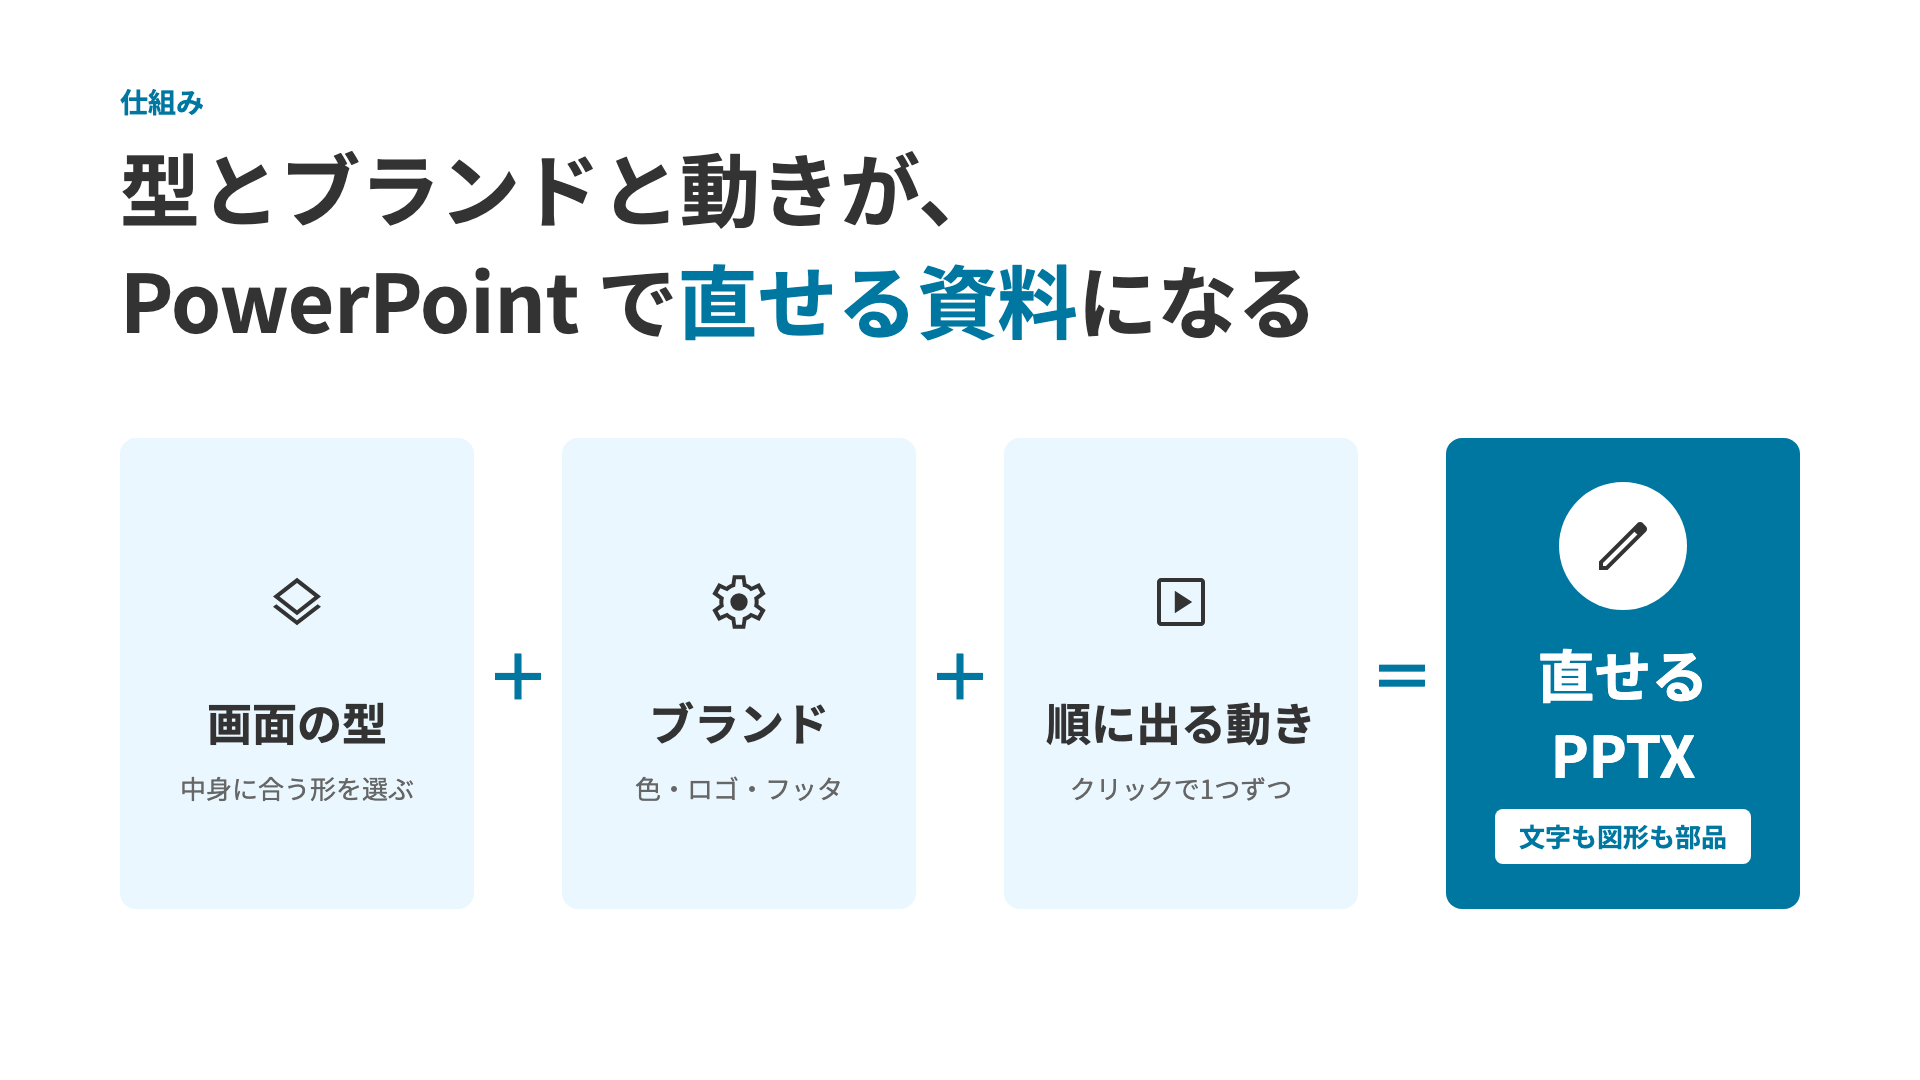 仕組み
型とブランドと動きが、
PowerPoint で直せる資料になる
画面の型
中身に合う形を選ぶ
+
ブランド
色・ロゴ・フッタ
+
順に出る動き
クリックで1つずつ
=
直せる
PPTX
文字も図形も部品